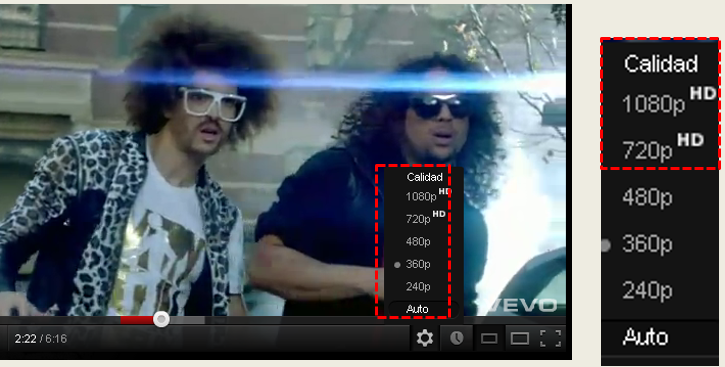 Calidad
1080p HD
720p HD
480p
360p
240p
Auto
VEVO
2:22 / 6:16
Calidad
1080p HD
720p HD
480p
360p
240p
Auto